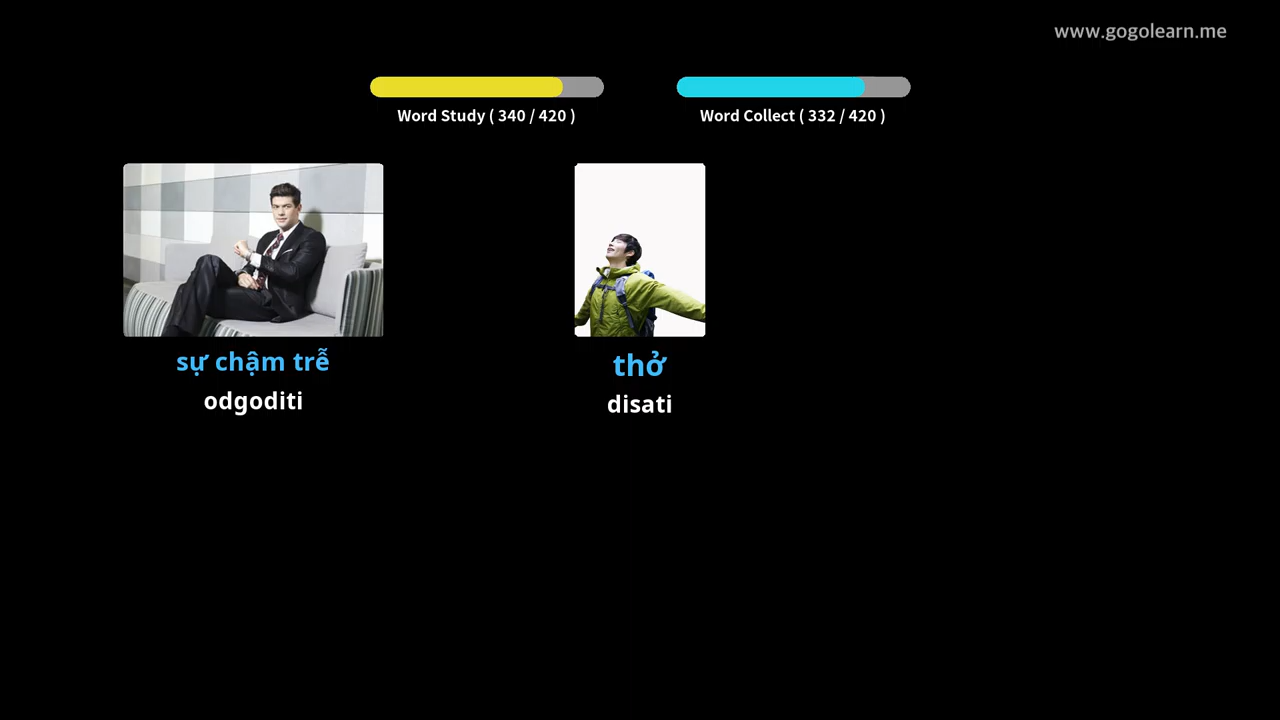 www.gogolearn.me
Word Study ( 340 / 420 )
Word Collect ( 332 / 420 )
sự chậm trễ
odgoditi
thở
disati